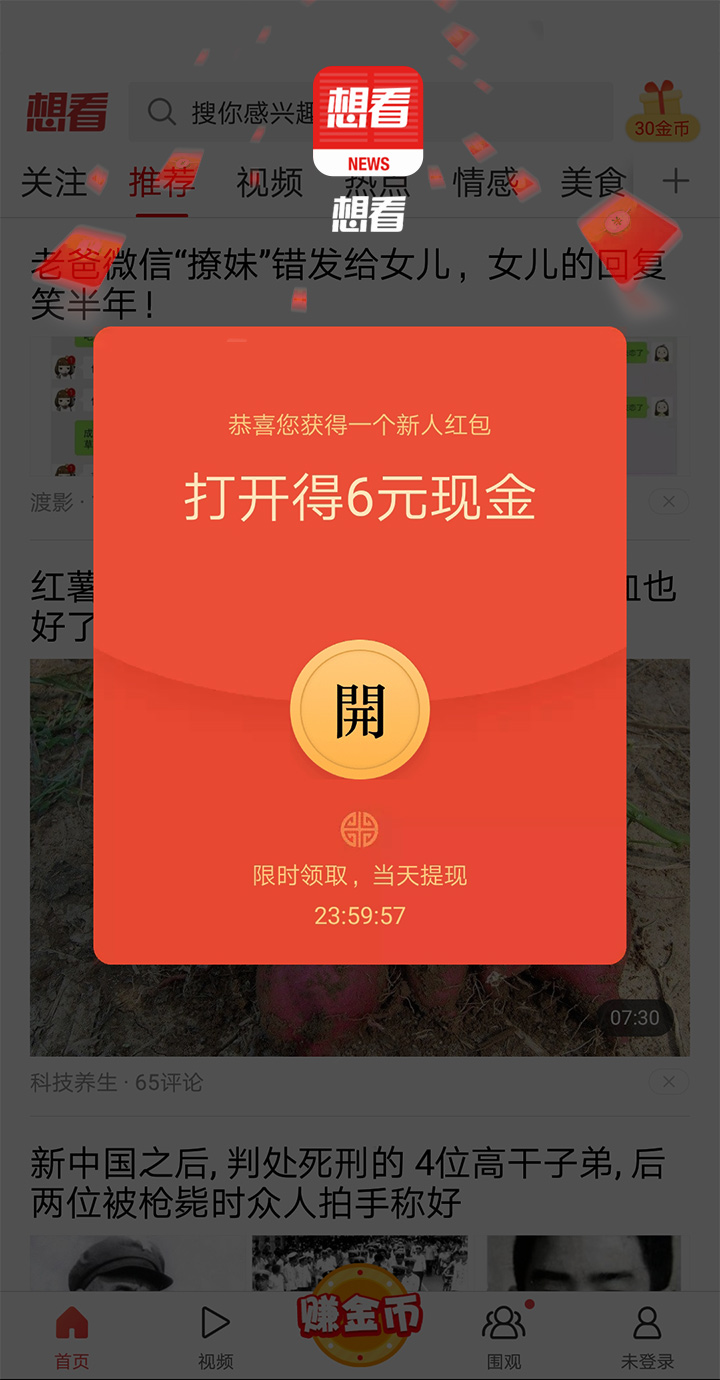 想看
搜你感兴趣
想看
NEWS
想看
30金币
关注
推荐
视频
热点
情感
美食
老爸微信“撩妹”错发给女儿，女儿的回复
笑半年！
恭喜您获得一个新人红包
打开得6元现金
渡影 ·
红薯
血也
好了
開
限时领取，当天提现
23:59:57
07:30
科技养生 · 65评论
新中国之后, 判处死刑的 4位高干子弟, 后
两位被枪毙时众人拍手称好
赚金币
首页
视频
围观
未登录